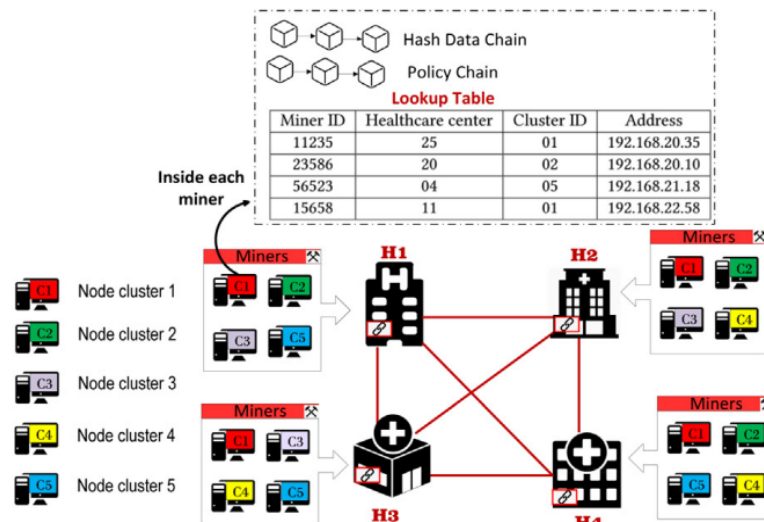 Hash Data Chain
Policy Chain
Lookup Table
Miner ID Healthcare center Cluster ID Address
11235 25 01 192.168.20.35
23586 20 02 192.168.20.10
56523 04 05 192.168.21.18
15658 11 01 192.168.22.58
Inside each
miner
Miners
C1 C2
C3 C5
H1
H2
Miners
C1 C2
C3 C4
C1 Node cluster 1
C2 Node cluster 2
C3 Node cluster 3
C4 Node cluster 4
C5 Node cluster 5
Miners
C1 C3
C4 C5
H3
H4
Miners
C1 C2
C5 C4